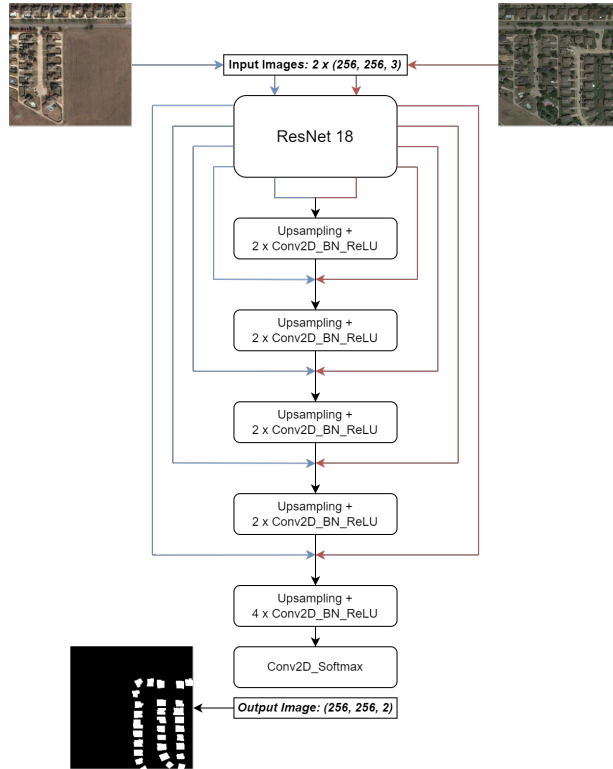 Input Images: 2 x (256, 256, 3)
ResNet 18
Upsampling +
2 x Conv2D_BN_ReLU
Upsampling +
2 x Conv2D_BN_ReLU
Upsampling +
2 x Conv2D_BN_ReLU
Upsampling +
2 x Conv2D_BN_ReLU
Upsampling +
4 x Conv2D_BN_ReLU
Conv2D_Softmax
Output Image: (256, 256, 2)